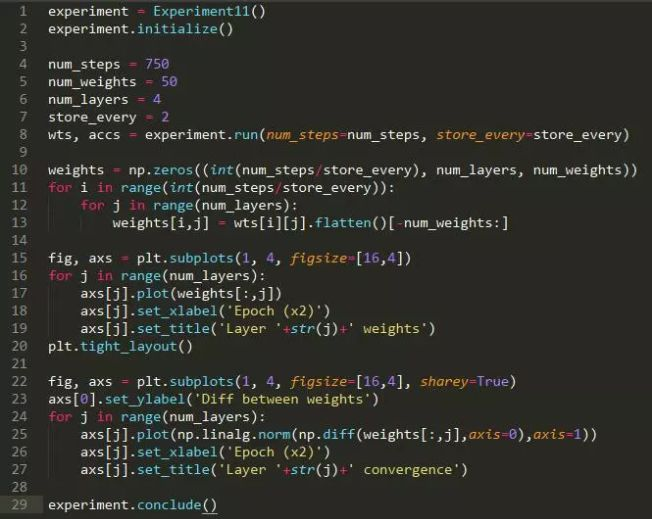 1 experiment = Experiment11()
2 experiment.initialize()
3
4 num_steps = 750
5 num_weights = 50
6 num_layers = 4
7 store_every = 2
8 wts, accs = experiment.run(num_steps=num_steps, store_every=store_every)
9
10 weights = np.zeros((int(num_steps/store_every), num_layers, num_weights))
11 for i in range(int(num_steps/store_every)):
12     for j in range(num_layers):
13         weights[i,j] = wts[i][j].flatten()[-num_weights:]
14
15 fig, axs = plt.subplots(1, 4, figsize=[16,4])
16 for j in range(num_layers):
17     axs[j].plot(weights[:,j])
18     axs[j].set_xlabel('Epoch (x2)')
19     axs[j].set_title('Layer '+str(j)+' weights')
20 plt.tight_layout()
21
22 fig, axs = plt.subplots(1, 4, figsize=[16,4], sharey=True)
23 axs[0].set_ylabel('Diff between weights')
24 for j in range(num_layers):
25     axs[j].plot(np.linalg.norm(np.diff(weights[:,j],axis=0),axis=1))
26     axs[j].set_xlabel('Epoch (x2)')
27     axs[j].set_title('Layer '+str(j)+' convergence')
28
29 experiment.conclude()